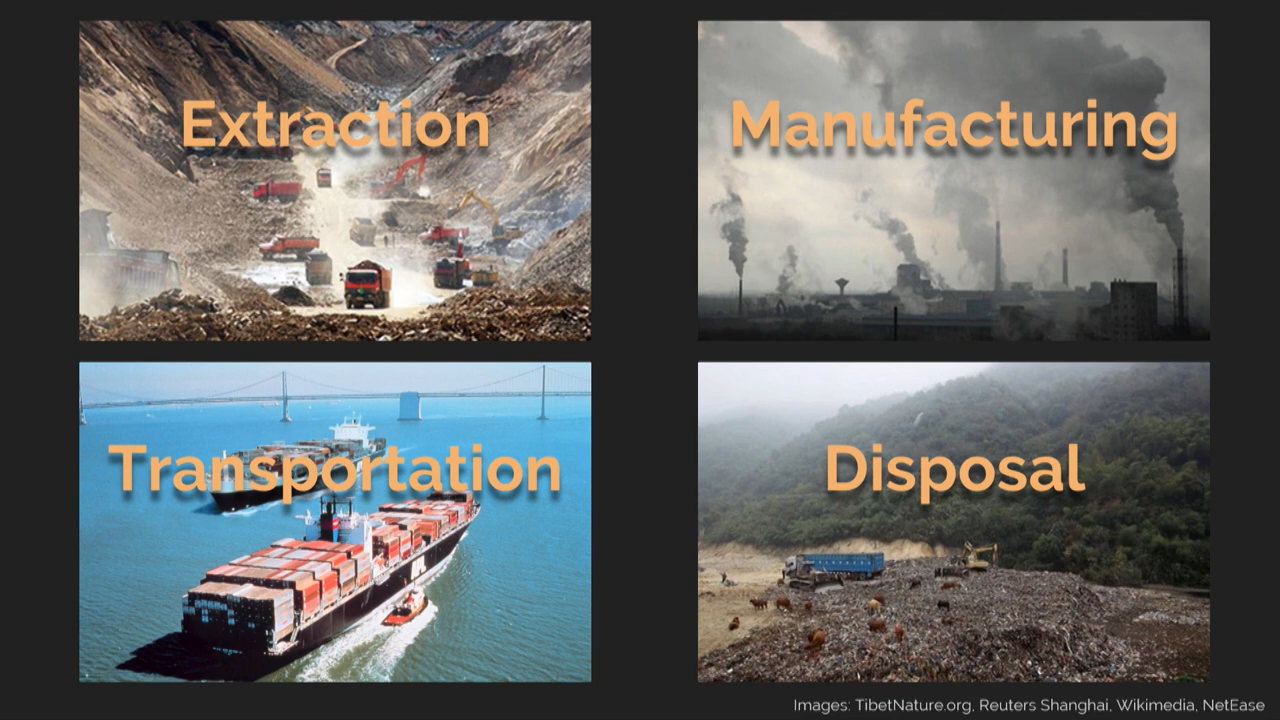 Extraction
Manufacturing
Transportation
Disposal
Images: TibetNature.org, Reuters Shanghai, Wikimedia, NetEase